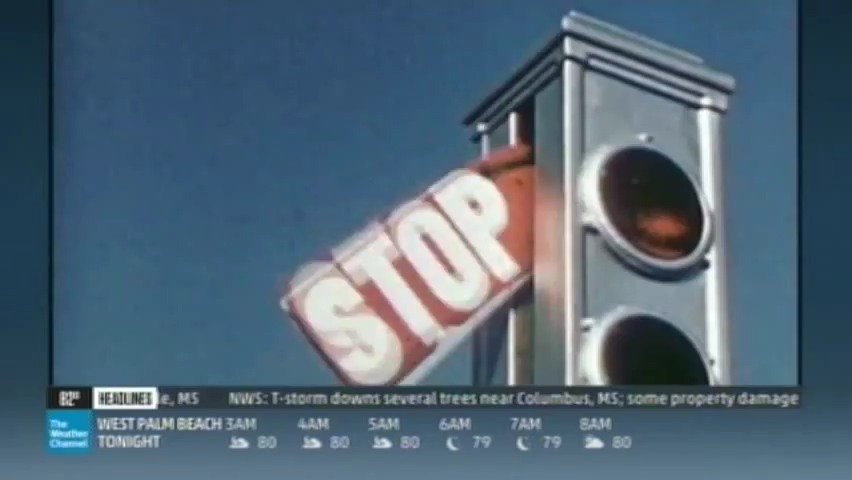 STOP
82°
HEADLINES
le, MS NWS: T-storm downs several trees near Columbus, MS; some property damage
The
Weather
Channel
WEST PALM BEACH 3AM 4AM 5AM 6AM 7AM 8AM
TONIGHT 80 80 80 79 79 80